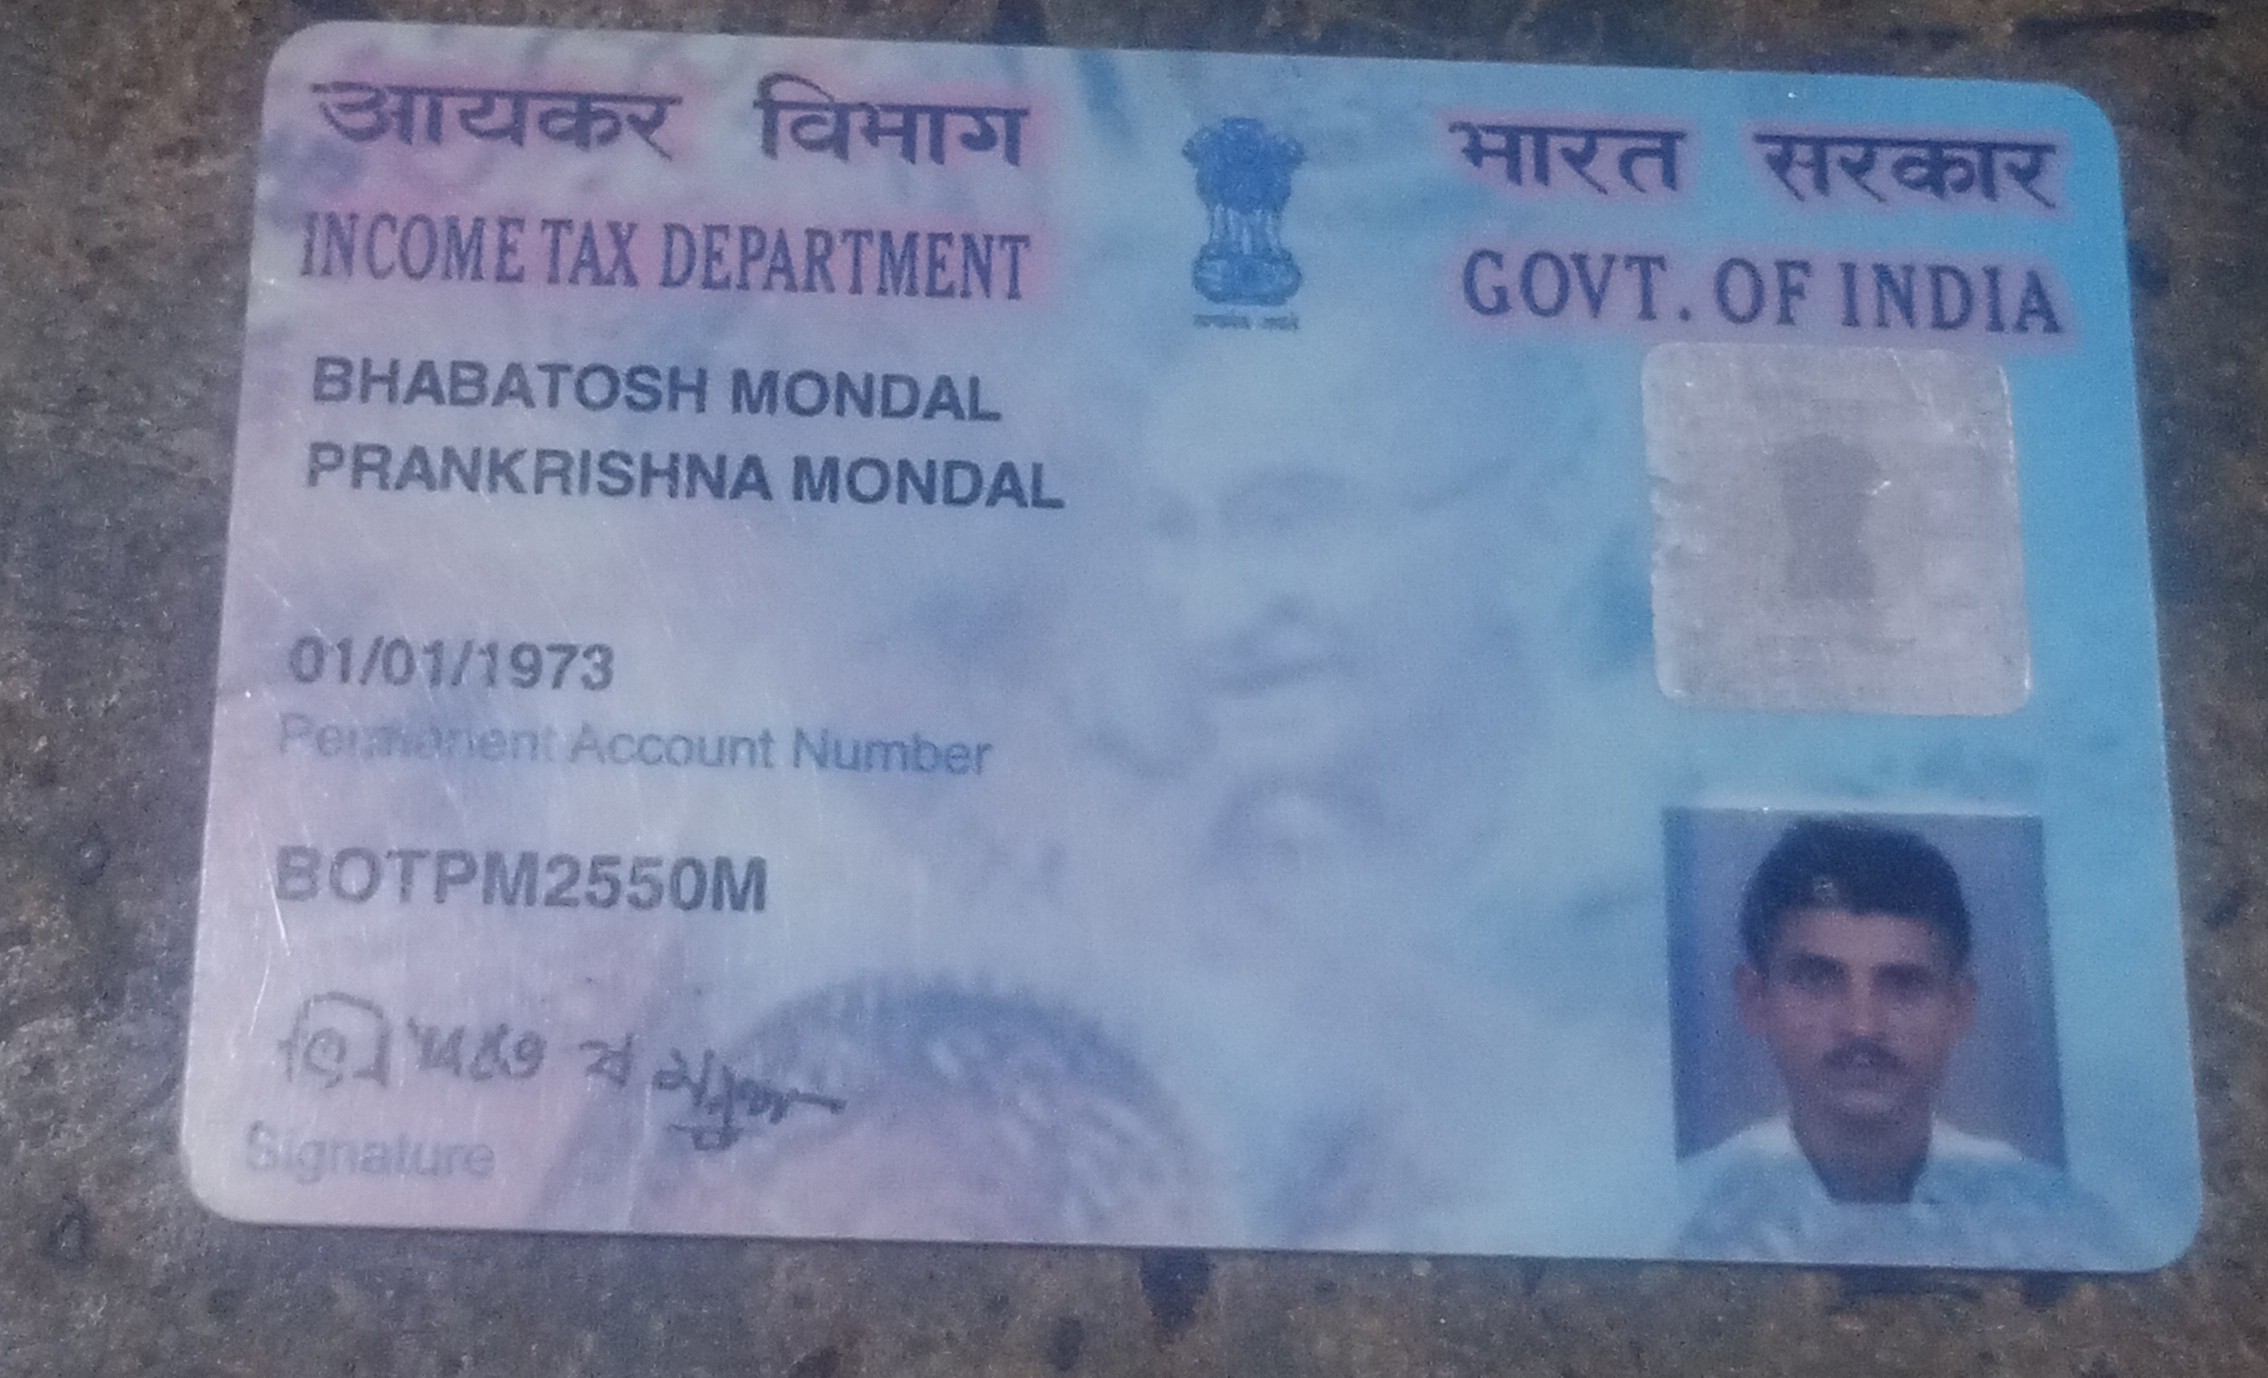 आयकर विभाग
INCOME TAX DEPARTMENT
भारत सरकार
GOVT. OF INDIA
BHABATOSH MONDAL
PRANKRISHNA MONDAL
01/01/1973
Permanent Account Number
BOTPM2550M
Signature